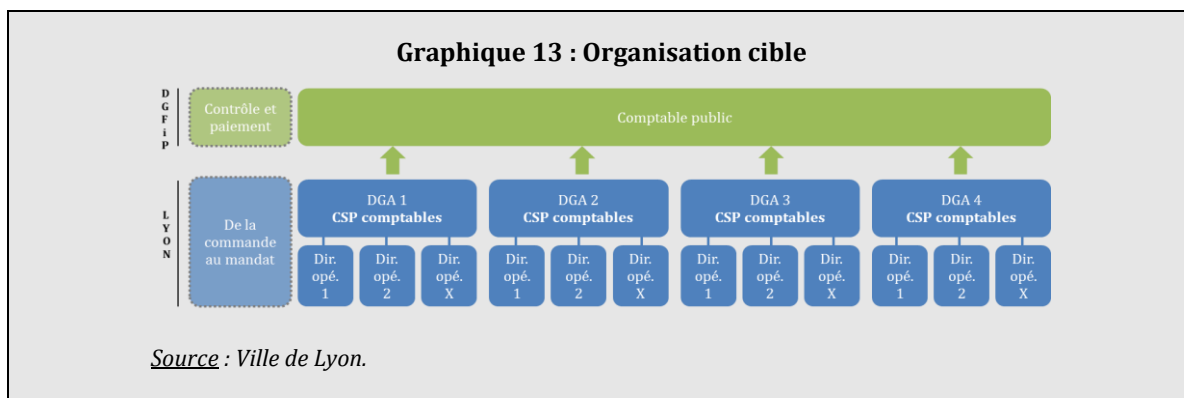 Graphique 13 : Organisation cible
DGFiP
Contrôle et
paiement
Comptable public
LYON
De la
commande
au mandat
DGA 1
CSP comptables
DGA 2
CSP comptables
DGA 3
CSP comptables
DGA 4
CSP comptables
Dir.
opé.
1
Dir.
opé.
2
Dir.
opé.
X
Dir.
opé.
1
Dir.
opé.
2
Dir.
opé.
X
Dir.
opé.
1
Dir.
opé.
2
Dir.
opé.
X
Dir.
opé.
1
Dir.
opé.
2
Dir.
opé.
X
Source : Ville de Lyon.